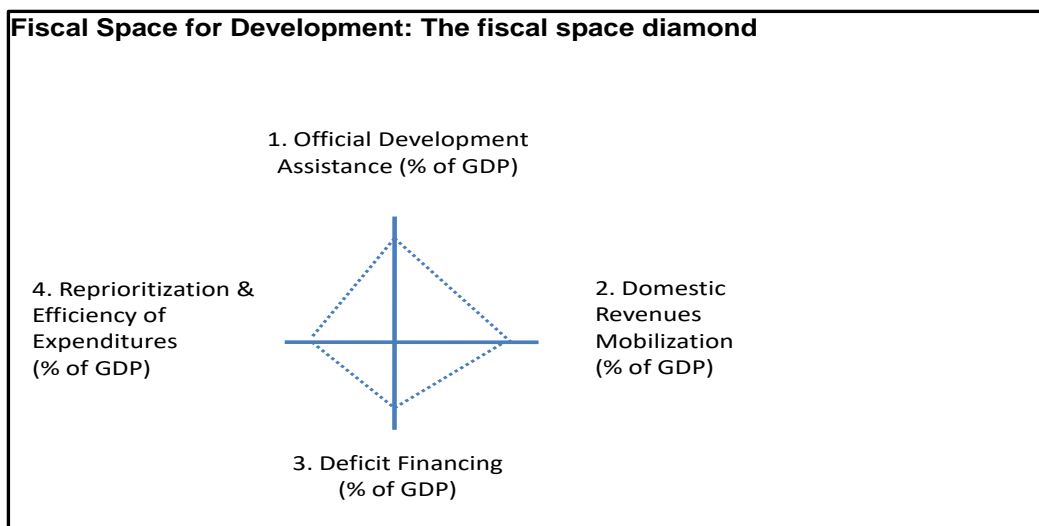 Fiscal Space for Development: The fiscal space diamond
1. Official Development
Assistance (% of GDP)
4. Reprioritization &
Efficiency of
Expenditures
(% of GDP)
2. Domestic
Revenues
Mobilization
(% of GDP)
3. Deficit Financing
(% of GDP)